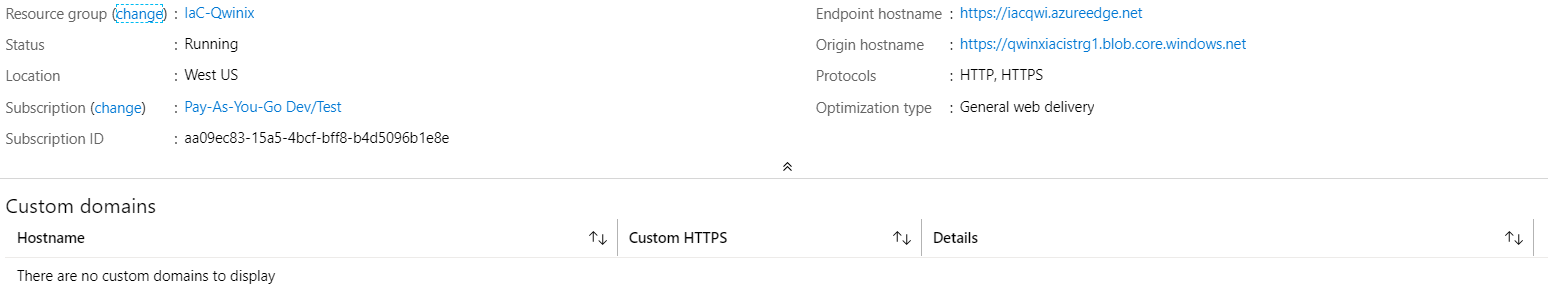 Resource group (change) : IaC-Qwinix
Endpoint hostname : https://iacqwi.azureedge.net
Status : Running
Origin hostname : https://qwinxiacistrg1.blob.core.windows.net
Location : West US
Protocols : HTTP, HTTPS
Subscription (change) : Pay-As-You-Go Dev/Test
Optimization type : General web delivery
Subscription ID : aa09ec83-15a5-4bcf-bff8-b4d5096b1e8e
Custom domains
Hostname Custom HTTPS Details
There are no custom domains to display